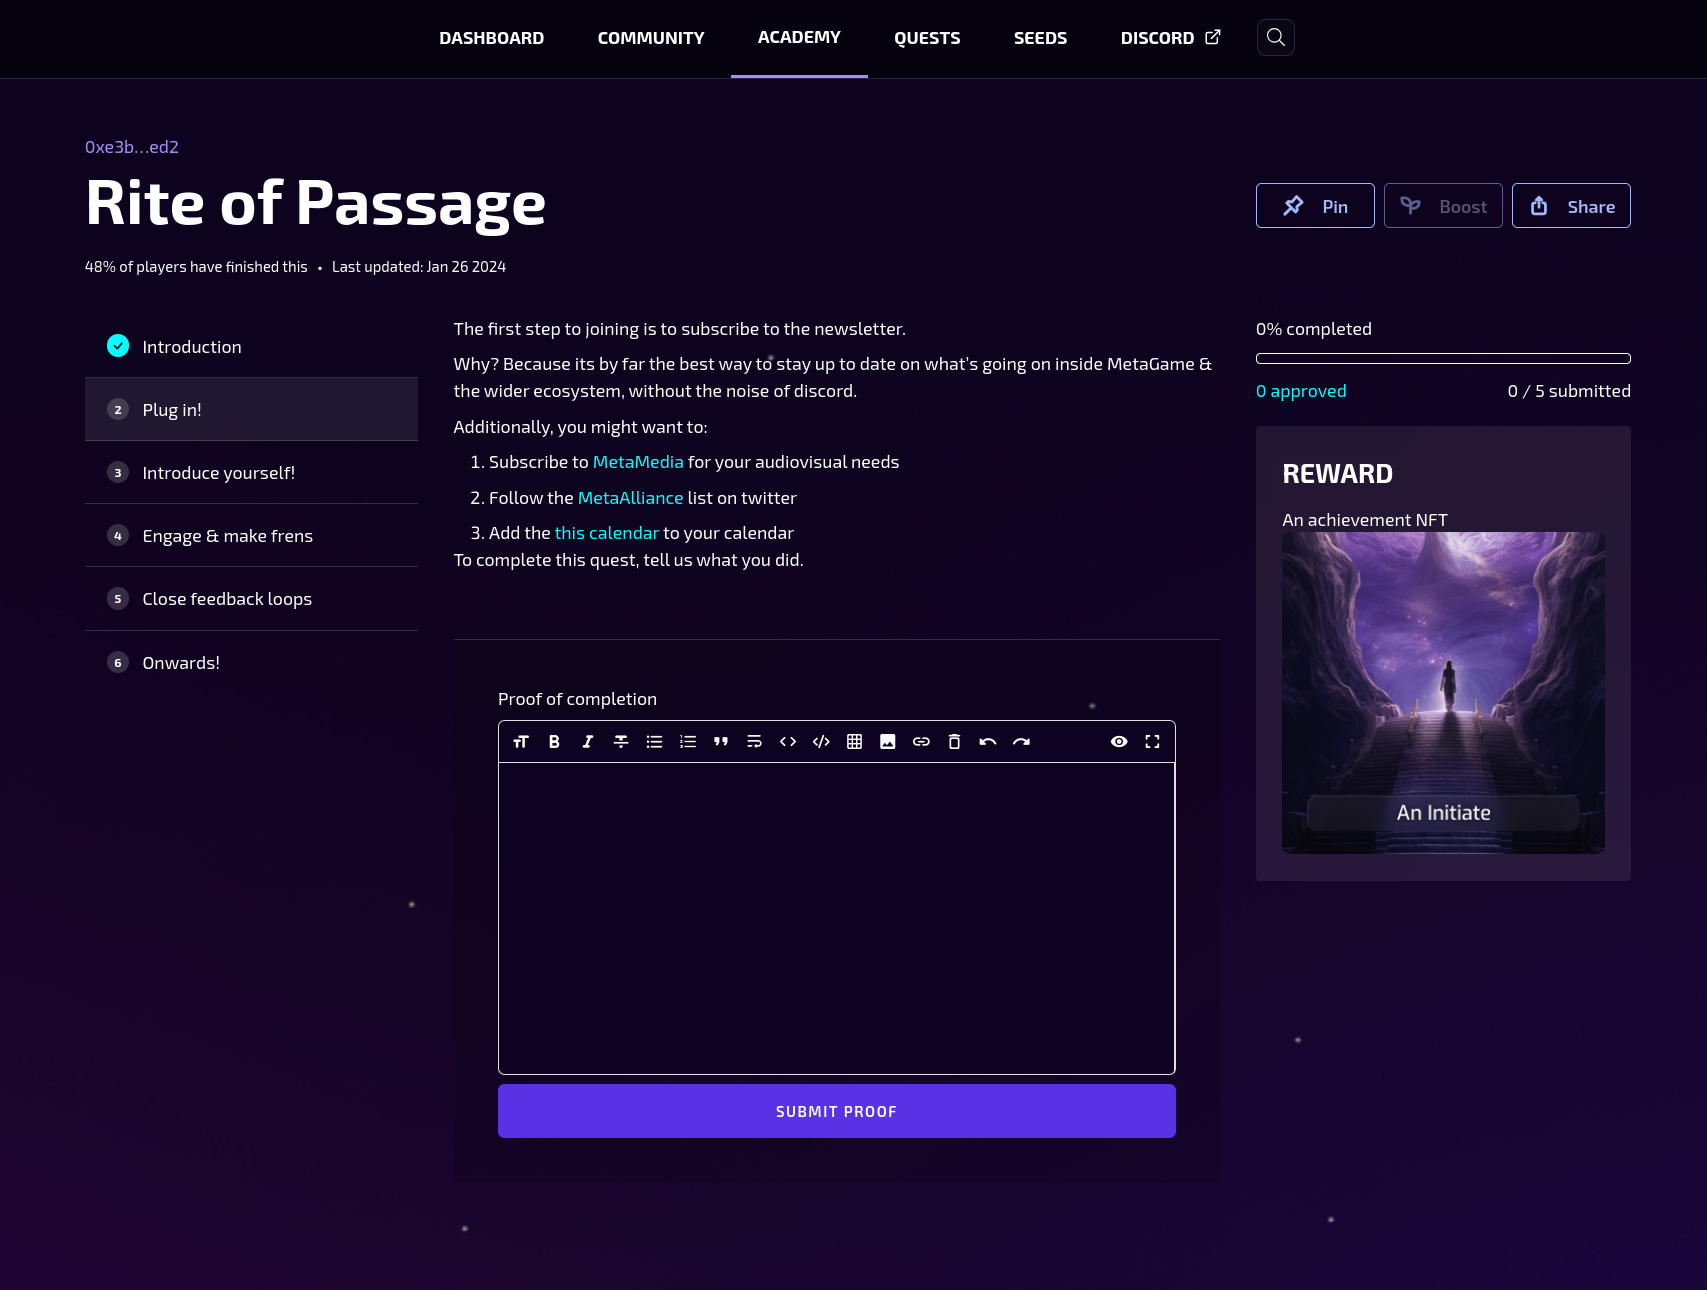 DASHBOARD COMMUNITY ACADEMY QUESTS SEEDS DISCORD
0xe3b...ed2
Rite of Passage
Pin Boost Share
48% of players have finished this • Last updated: Jan 26 2024
Introduction
2 Plug in!
3 Introduce yourself!
4 Engage & make frens
5 Close feedback loops
6 Onwards!
The first step to joining is to subscribe to the newsletter.
Why? Because its by far the best way to stay up to date on what's going on inside MetaGame &
the wider ecosystem, without the noise of discord.
Additionally, you might want to:
1. Subscribe to MetaMedia for your audiovisual needs
2. Follow the MetaAlliance list on twitter
3. Add the this calendar to your calendar
To complete this quest, tell us what you did.
Proof of completion
SUBMIT PROOF
0% completed
0 approved 0 / 5 submitted
REWARD
An achievement NFT
An Initiate